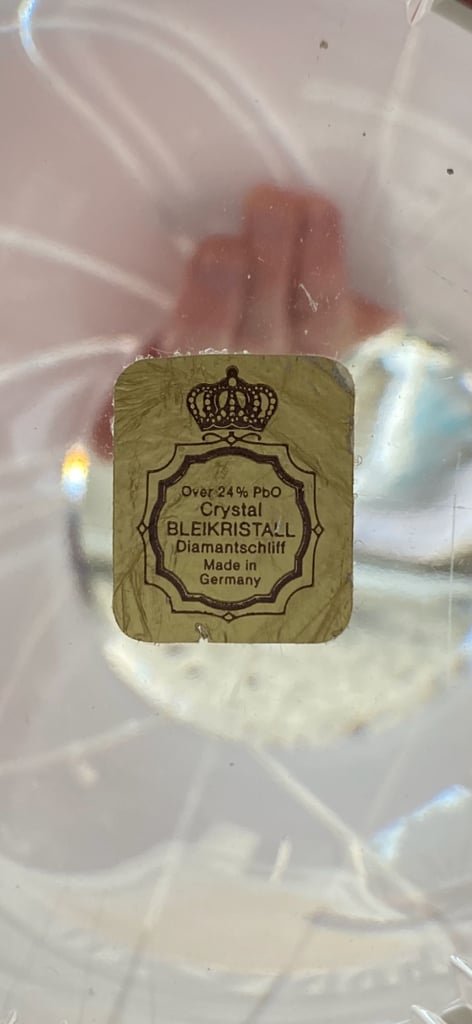 Over 24% PbO
Crystal
BLEIKRISTALL
Diamantschliff
Made in
Germany